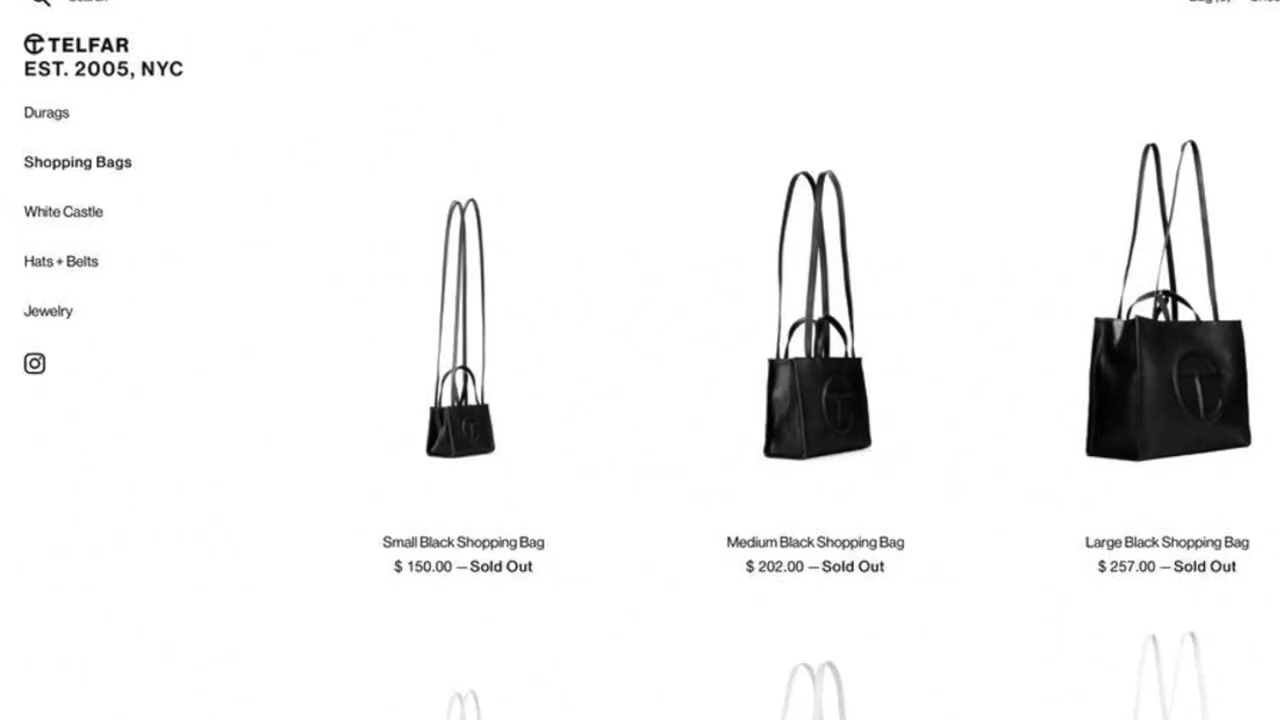 TELFAR
EST. 2005, NYC
Durags
Shopping Bags
White Castle
Hats + Belts
Jewelry
Small Black Shopping Bag
$ 150.00 — Sold Out
Medium Black Shopping Bag
$ 202.00 — Sold Out
Large Black Shopping Bag
$ 257.00 — Sold Out